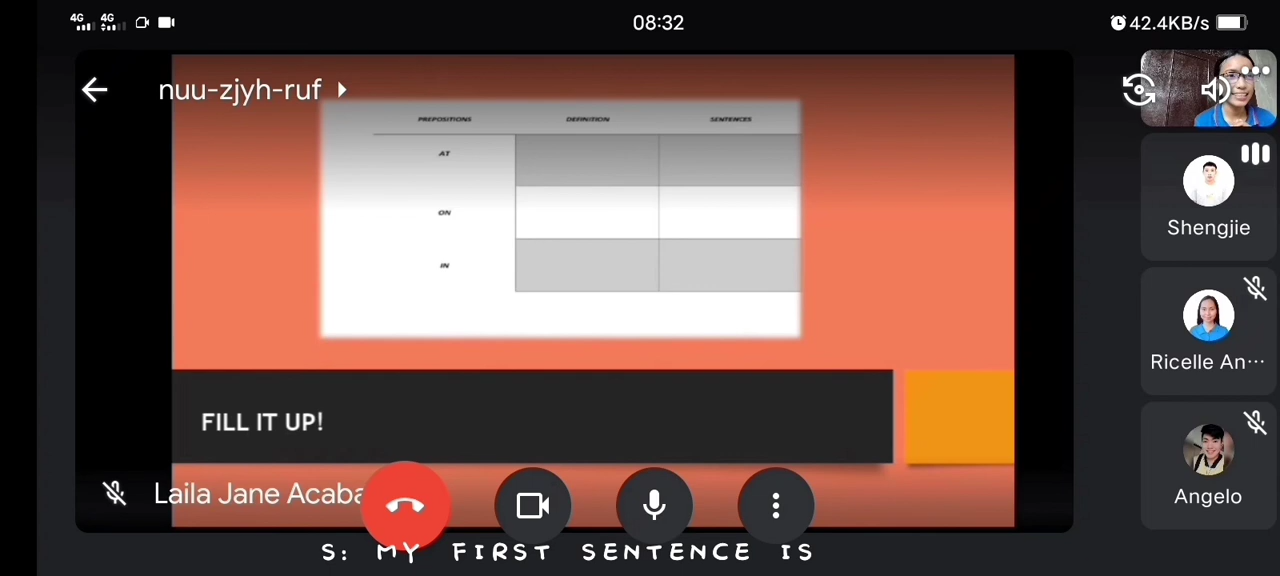 4G 4G 08:32 42.4KB/s
nuu-zjyh-ruf
PREPOSITIONS DEFINITION SENTENCES
AT
ON
IN
Shengjie
Ricelle An...
FILL IT UP!
Laila Jane Acaba
Angelo
S: MY FIRST SENTENCE IS